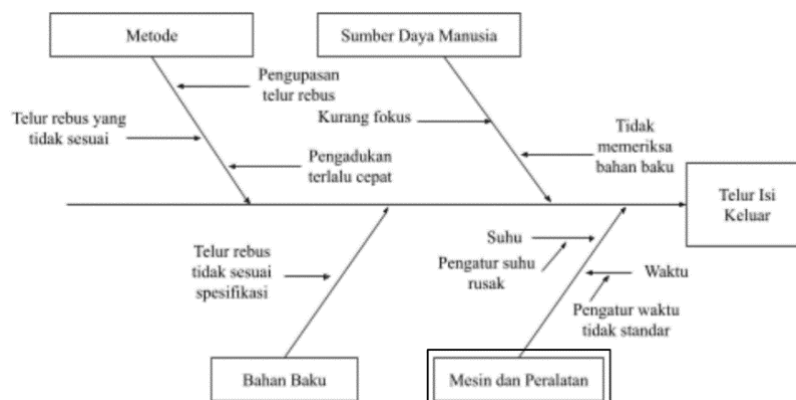 Metode
Sumber Daya Manusia
Pengupasan
telur rebus
Telur rebus yang
tidak sesuai
Kurang fokus
Pengadukan
terlalu cepat
Tidak
memeriksa
bahan baku
Telur Isi
Keluar
Telur rebus
tidak sesuai
spesifikasi
Suhu
Pengatur suhu
rusak
Waktu
Pengatur waktu
tidak standar
Bahan Baku
Mesin dan Peralatan